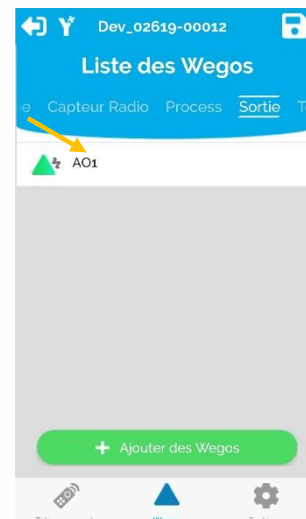 Dev_02619-00012
Liste des Wegos
e Capteur Radio Process Sortie T
AO1
+ Ajouter des Wegos